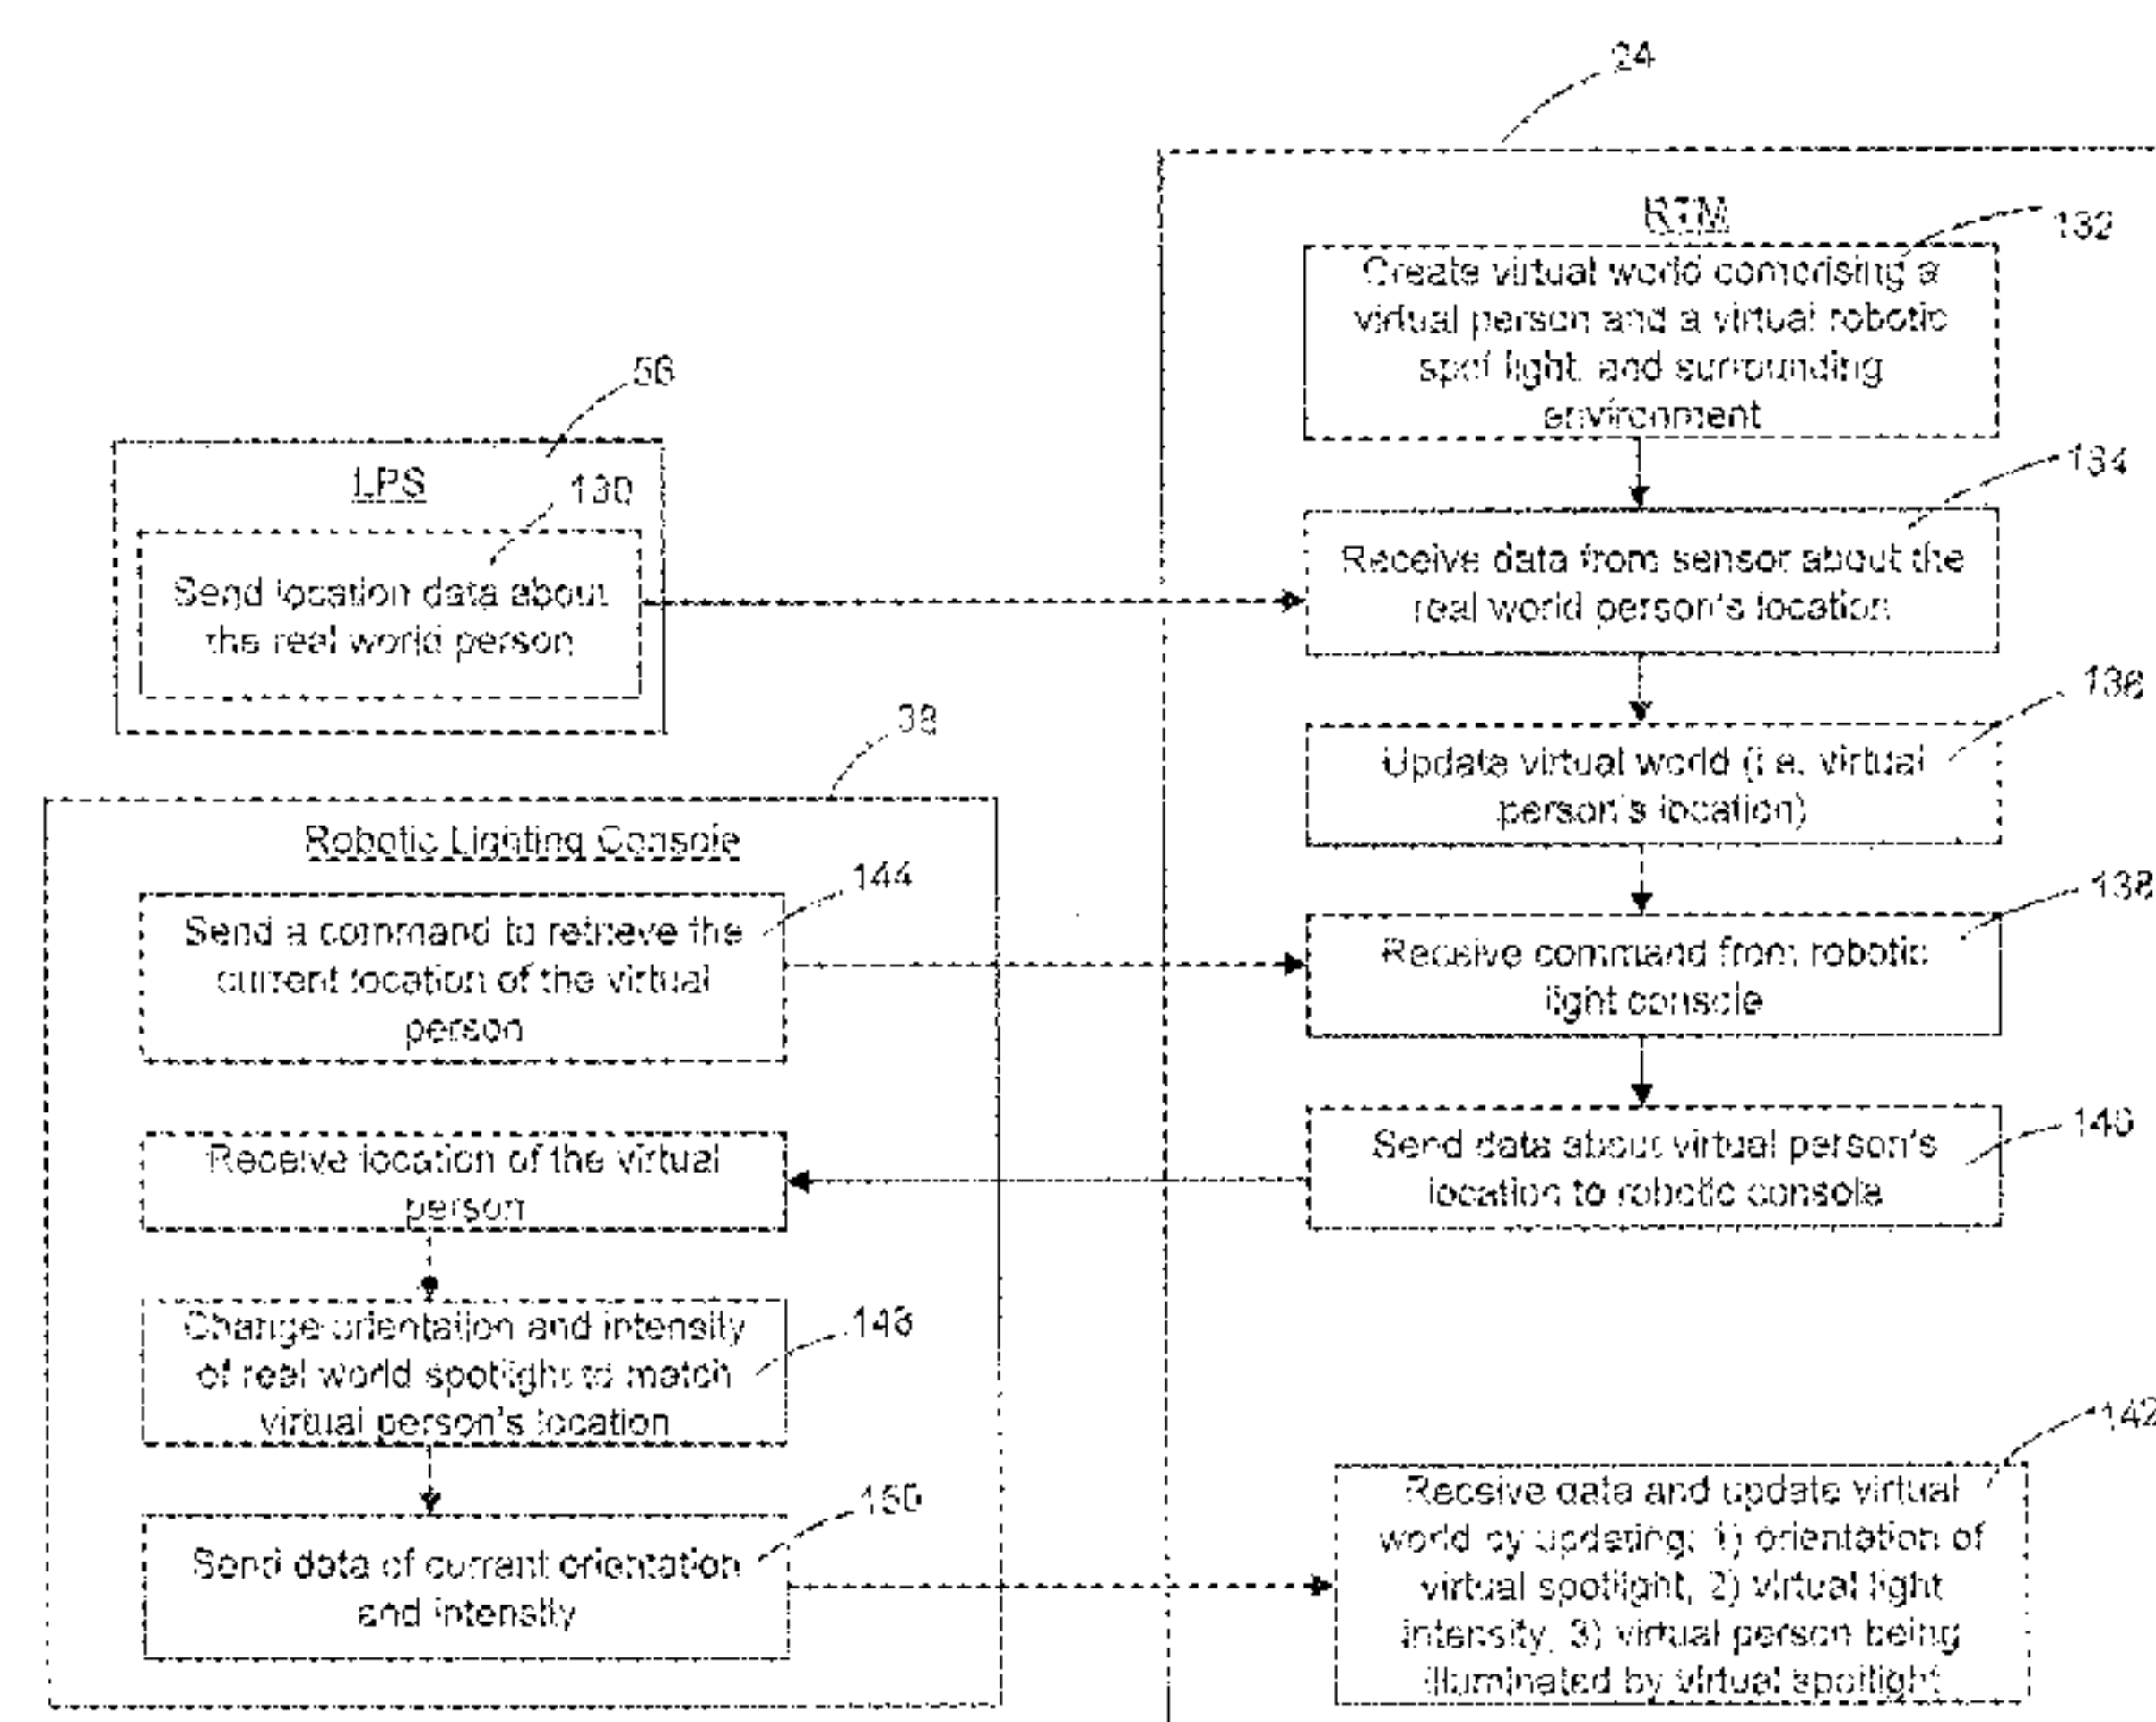 24
RTM
132
Create virtual world comprising a
virtual person and a virtual robotic
spot light, and surrounding
environment
56
LPS
130
Send location data about
the real world person
134
Receive data from sensor about the
real world person's location
136
Update virtual world (i.e. virtual
person's location)
38
Robotic Lighting Console
144
Send a command to retrieve the
current location of the virtual
person
138
Receive command from robotic
light console
140
Send data about virtual person's
location to robotic console
Receive location of the virtual
person
148
Change orientation and intensity
of real world spotlight to match
virtual person's location
150
Send data of current orientation
and intensity
142
Receive data and update virtual
world by updating: 1) orientation of
virtual spotlight, 2) virtual light
intensity, 3) virtual person being
illuminated by virtual spotlight